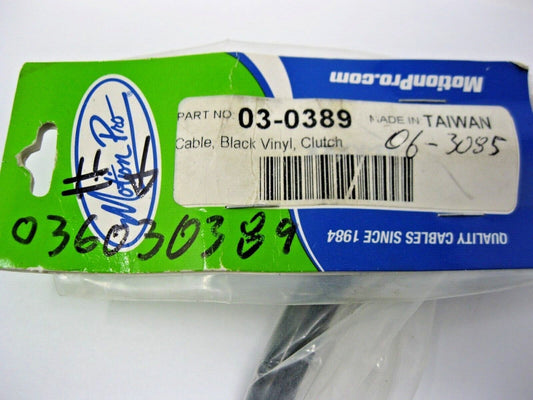 MotionPro.com
Motion Pro
PART NO: 03-0389 MADE IN TAIWAN
Cable, Black Vinyl, Clutch 06-3085
036030389
QUALITY CABLES SINCE 1984